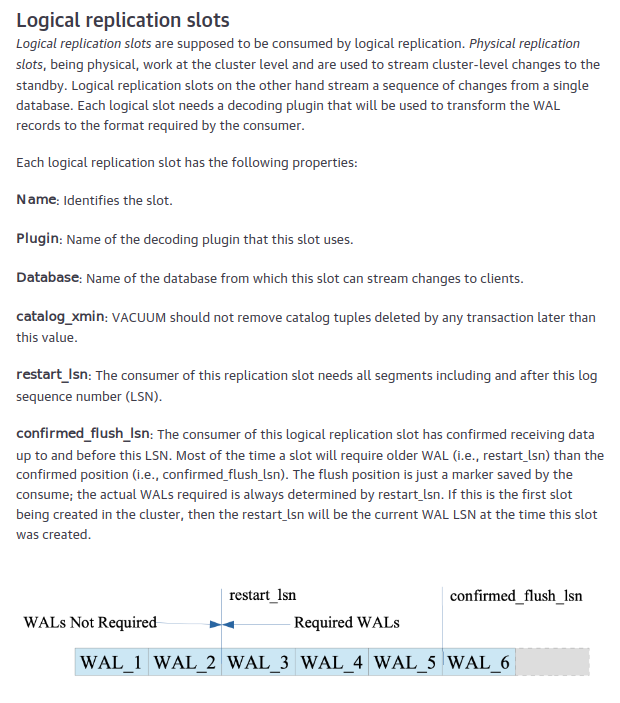 Logical replication slots
Logical replication slots are supposed to be consumed by logical replication. Physical replication
slots, being physical, work at the cluster level and are used to stream cluster-level changes to the
standby. Logical replication slots on the other hand stream a sequence of changes from a single
database. Each logical slot needs a decoding plugin that will be used to transform the WAL
records to the format required by the consumer.
Each logical replication slot has the following properties:
Name: Identifies the slot.
Plugin: Name of the decoding plugin that this slot uses.
Database: Name of the database from which this slot can stream changes to clients.
catalog_xmin: VACUUM should not remove catalog tuples deleted by any transaction later than
this value.
restart_lsn: The consumer of this replication slot needs all segments including and after this log
sequence number (LSN).
confirmed_flush_lsn: The consumer of this logical replication slot has confirmed receiving data
up to and before this LSN. Most of the time a slot will require older WAL (i.e., restart_lsn) than the
confirmed position (i.e., confirmed_flush_lsn). The flush position is just a marker saved by the
consume; the actual WALs required is always determined by restart_lsn. If this is the first slot
being created in the cluster, then the restart_lsn will be the current WAL LSN at the time this slot
was created.
restart_lsn confirmed_flush_lsn
WALs Not Required Required WALs
WAL_1 WAL_2 WAL_3 WAL_4 WAL_5 WAL_6